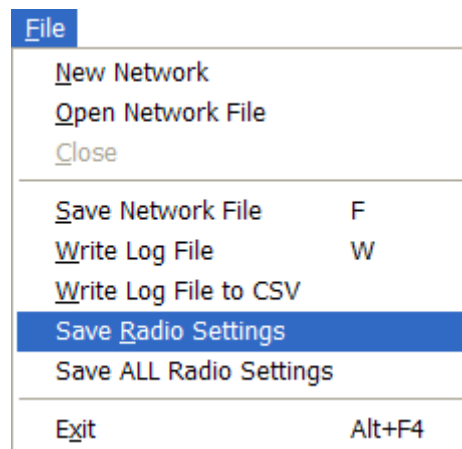 File
New Network
Open Network File
Close
Save Network File F
Write Log File W
Write Log File to CSV
Save Radio Settings
Save ALL Radio Settings
Exit Alt+F4